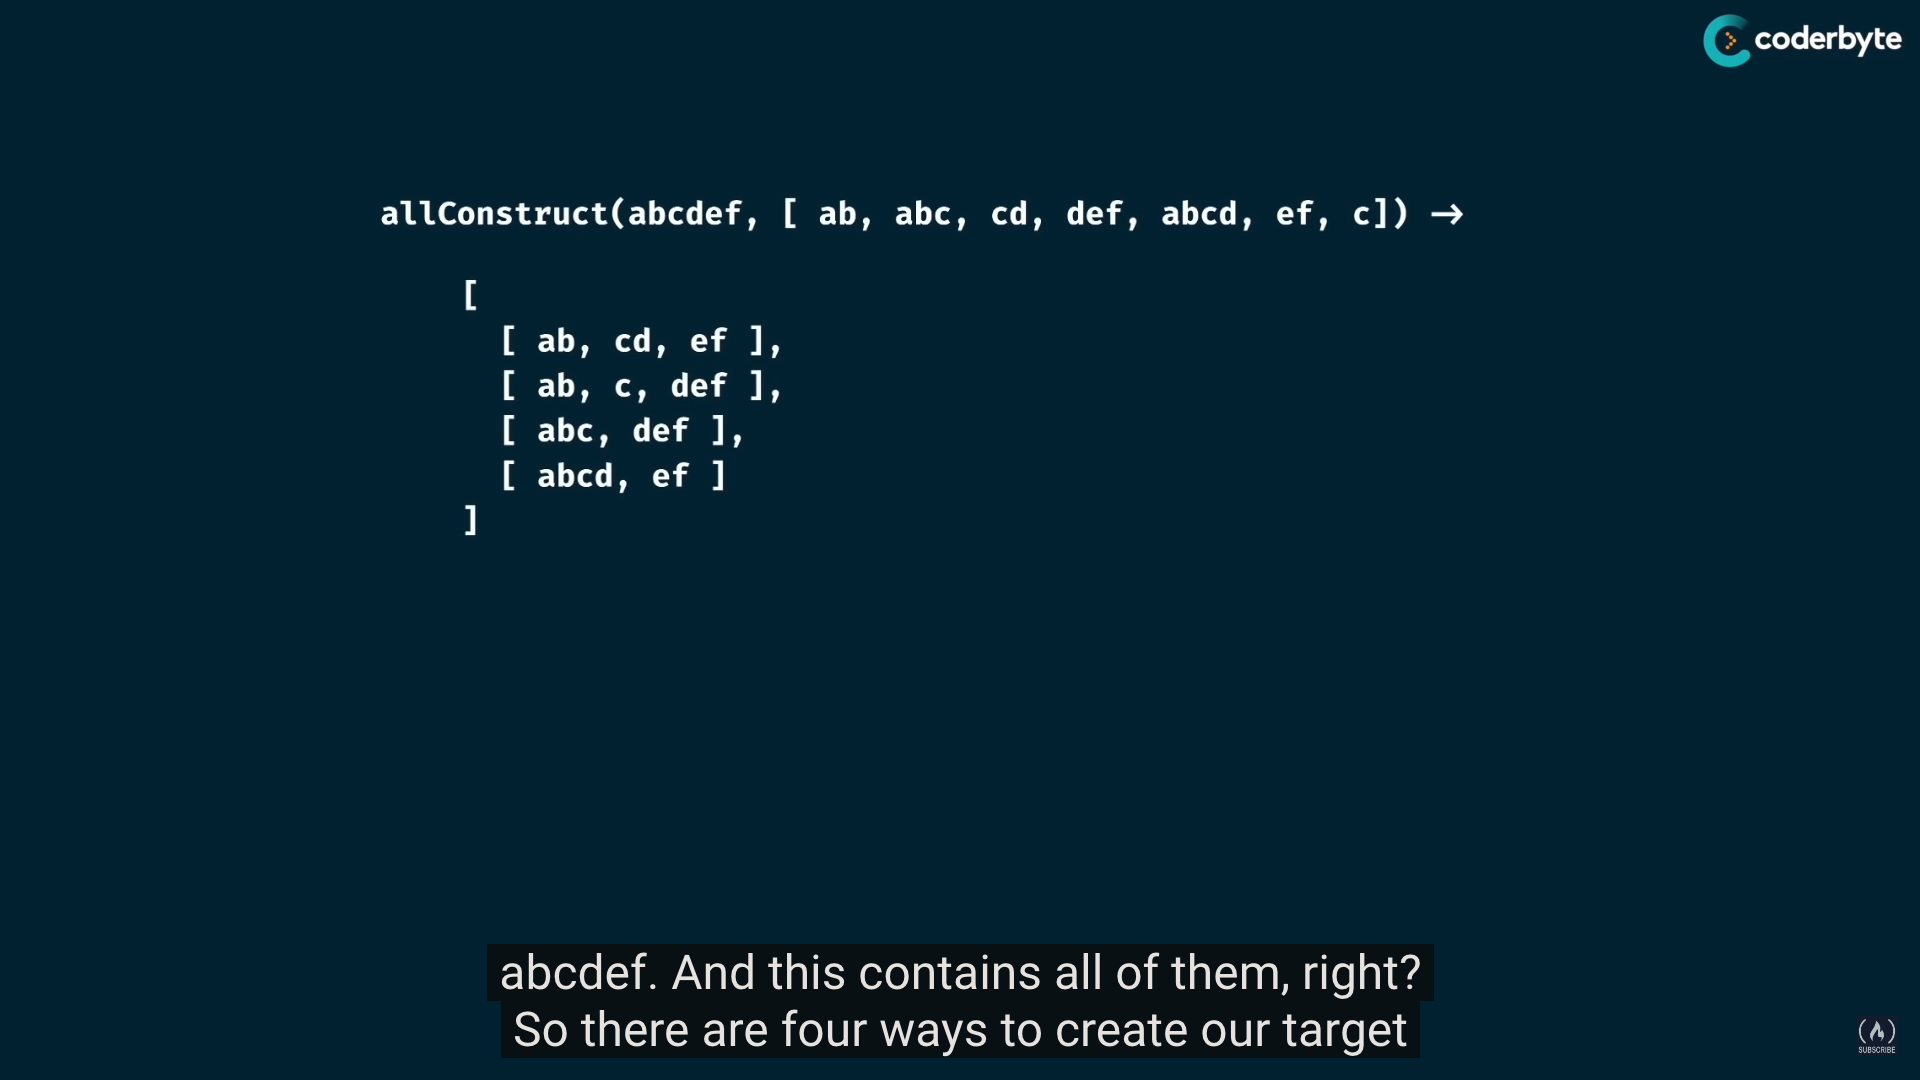 coderbyte
allConstruct(abcdef, [ ab, abc, cd, def, abcd, ef, c]) →
[
[ ab, cd, ef ],
[ ab, c, def ],
[ abc, def ],
[ abcd, ef ]
]
abcdef. And this contains all of them, right?
So there are four ways to create our target
SUBSCRIBE